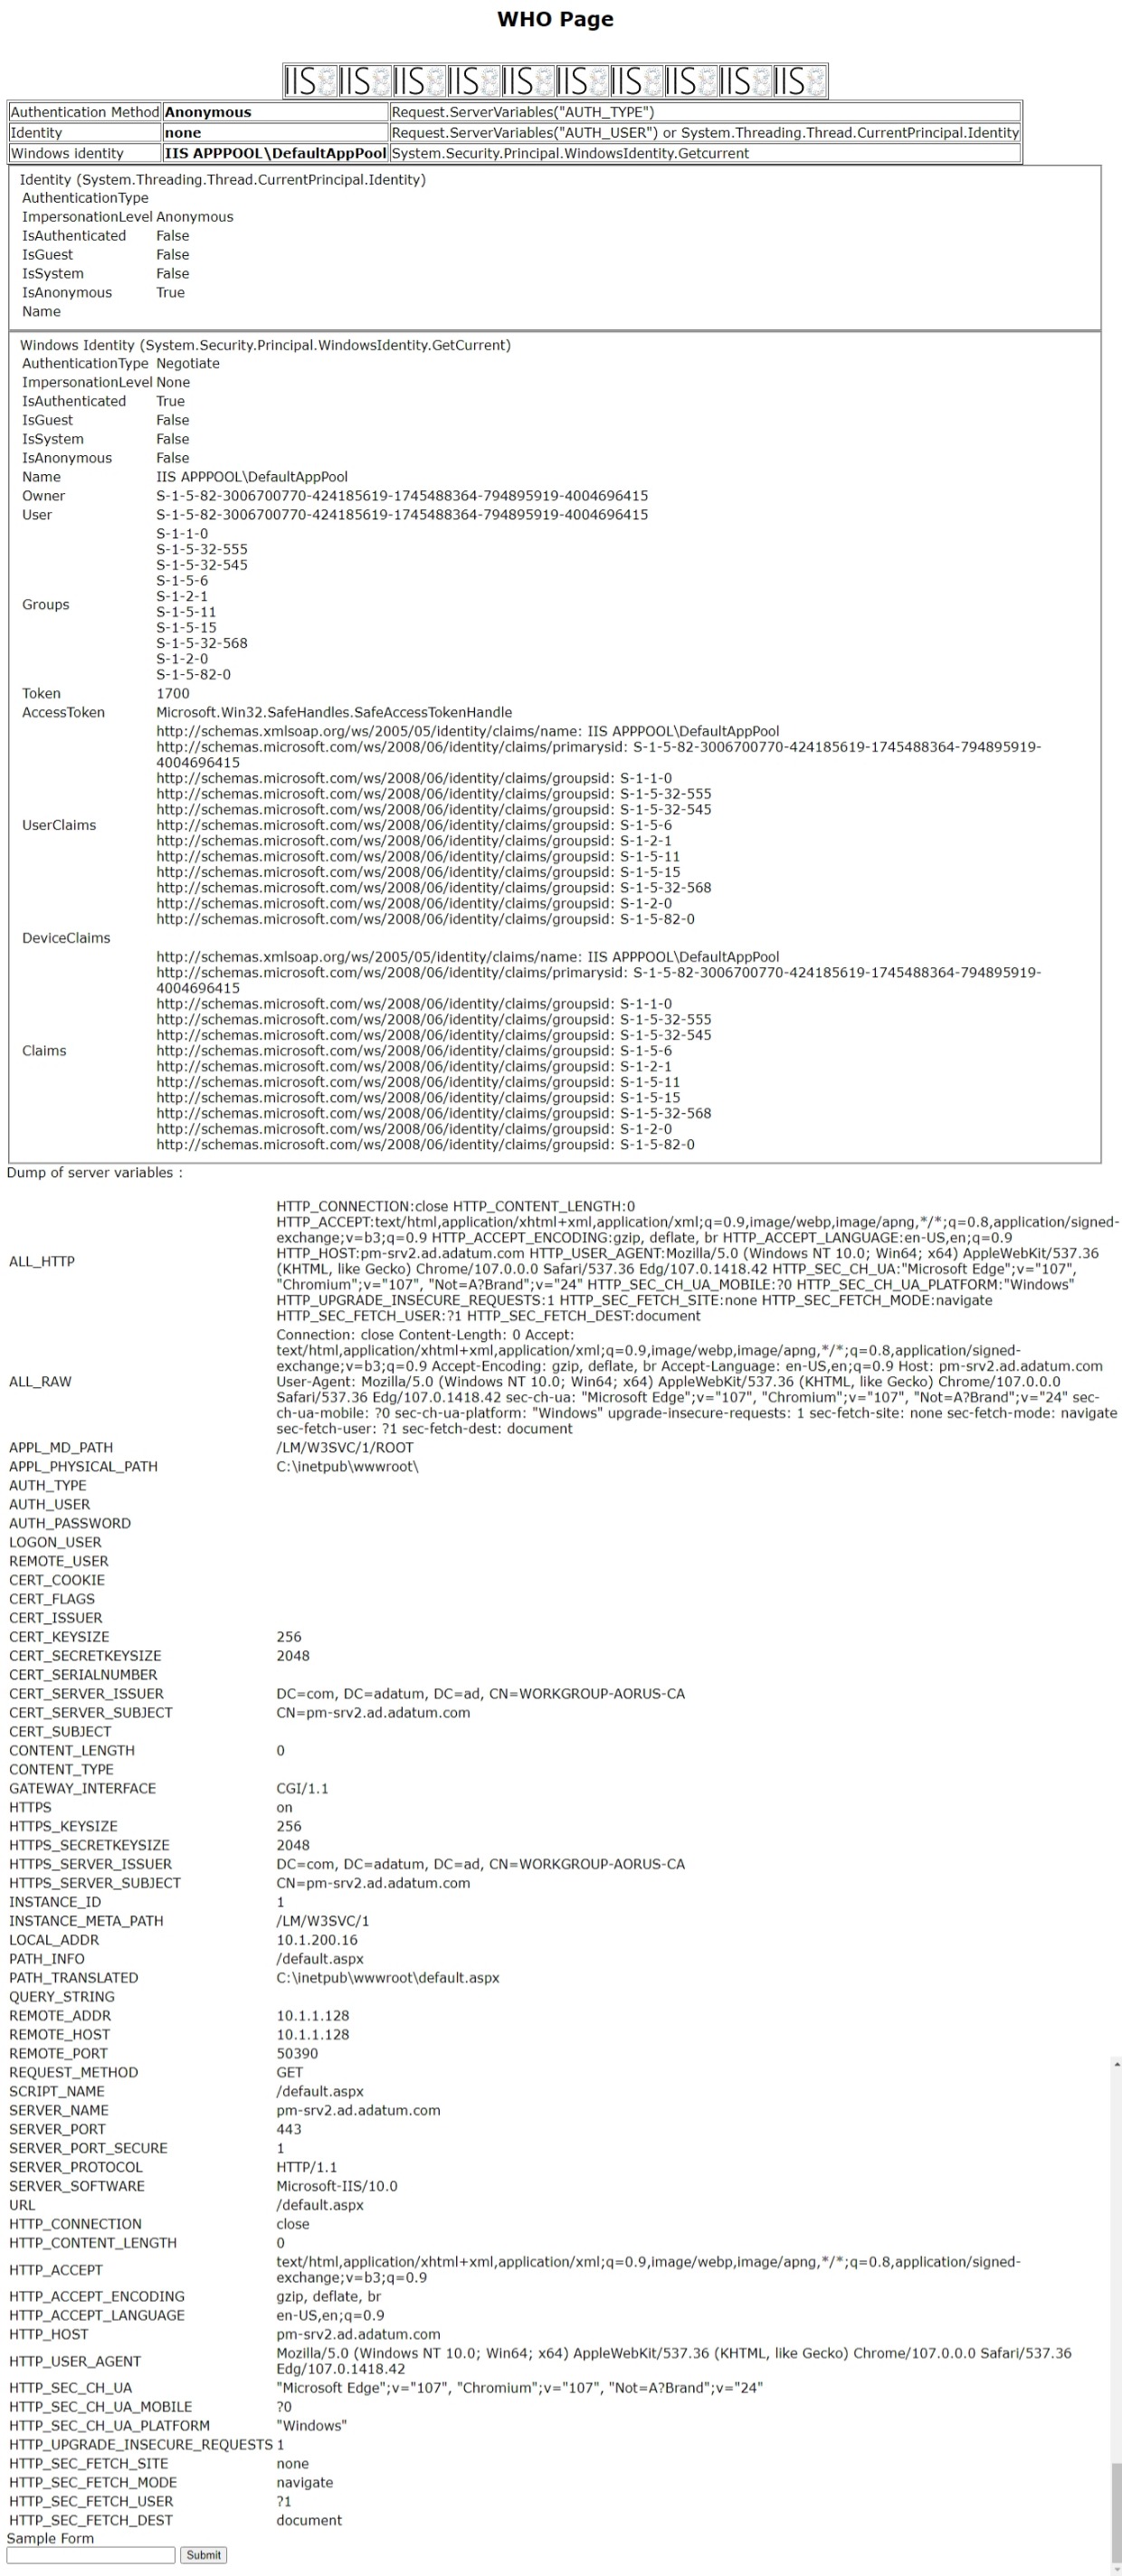 WHO Page
IIS8 IIS8 IIS8 IIS8 IIS8 IIS8 IIS8 IIS8 IIS8 IIS8
Authentication Method Anonymous Request.ServerVariables("AUTH_TYPE")
Identity none Request.ServerVariables("AUTH_USER") or System.Threading.Thread.CurrentPrincipal.Identity
Windows identity IIS APPPOOL\DefaultAppPool System.Security.Principal.WindowsIdentity.Getcurrent
Identity (System.Threading.Thread.CurrentPrincipal.Identity)
AuthenticationType
ImpersonationLevel Anonymous
IsAuthenticated False
IsGuest False
IsSystem False
IsAnonymous True
Name
Windows Identity (System.Security.Principal.WindowsIdentity.GetCurrent)
AuthenticationType Negotiate
ImpersonationLevel None
IsAuthenticated True
IsGuest False
IsSystem False
IsAnonymous False
Name IIS APPPOOL\DefaultAppPool
Owner S-1-5-82-3006700770-424185619-1745488364-794895919-4004696415
User S-1-5-82-3006700770-424185619-1745488364-794895919-4004696415
Groups
S-1-1-0
S-1-5-32-555
S-1-5-32-545
S-1-5-6
S-1-2-1
S-1-5-11
S-1-5-15
S-1-5-32-568
S-1-2-0
S-1-5-82-0
Token 1700
AccessToken Microsoft.Win32.SafeHandles.SafeAccessTokenHandle
UserClaims
http://schemas.xmlsoap.org/ws/2005/05/identity/claims/name: IIS APPPOOL\DefaultAppPool
http://schemas.microsoft.com/ws/2008/06/identity/claims/primarysid: S-1-5-82-3006700770-424185619-1745488364-794895919-
4004696415
http://schemas.microsoft.com/ws/2008/06/identity/claims/groupsid: S-1-1-0
http://schemas.microsoft.com/ws/2008/06/identity/claims/groupsid: S-1-5-32-555
http://schemas.microsoft.com/ws/2008/06/identity/claims/groupsid: S-1-5-32-545
http://schemas.microsoft.com/ws/2008/06/identity/claims/groupsid: S-1-5-6
http://schemas.microsoft.com/ws/2008/06/identity/claims/groupsid: S-1-2-1
http://schemas.microsoft.com/ws/2008/06/identity/claims/groupsid: S-1-5-11
http://schemas.microsoft.com/ws/2008/06/identity/claims/groupsid: S-1-5-15
http://schemas.microsoft.com/ws/2008/06/identity/claims/groupsid: S-1-5-32-568
http://schemas.microsoft.com/ws/2008/06/identity/claims/groupsid: S-1-2-0
http://schemas.microsoft.com/ws/2008/06/identity/claims/groupsid: S-1-5-82-0
DeviceClaims
Claims
http://schemas.xmlsoap.org/ws/2005/05/identity/claims/name: IIS APPPOOL\DefaultAppPool
http://schemas.microsoft.com/ws/2008/06/identity/claims/primarysid: S-1-5-82-3006700770-424185619-1745488364-794895919-
4004696415
http://schemas.microsoft.com/ws/2008/06/identity/claims/groupsid: S-1-1-0
http://schemas.microsoft.com/ws/2008/06/identity/claims/groupsid: S-1-5-32-555
http://schemas.microsoft.com/ws/2008/06/identity/claims/groupsid: S-1-5-32-545
http://schemas.microsoft.com/ws/2008/06/identity/claims/groupsid: S-1-5-6
http://schemas.microsoft.com/ws/2008/06/identity/claims/groupsid: S-1-2-1
http://schemas.microsoft.com/ws/2008/06/identity/claims/groupsid: S-1-5-11
http://schemas.microsoft.com/ws/2008/06/identity/claims/groupsid: S-1-5-15
http://schemas.microsoft.com/ws/2008/06/identity/claims/groupsid: S-1-5-32-568
http://schemas.microsoft.com/ws/2008/06/identity/claims/groupsid: S-1-2-0
http://schemas.microsoft.com/ws/2008/06/identity/claims/groupsid: S-1-5-82-0
Dump of server variables :
ALL_HTTP
HTTP_CONNECTION:close HTTP_CONTENT_LENGTH:0
HTTP_ACCEPT:text/html,application/xhtml+xml,application/xml;q=0.9,image/webp,image/apng,*/*;q=0.8,application/signed-
exchange;v=b3;q=0.9 HTTP_ACCEPT_ENCODING:gzip, deflate, br HTTP_ACCEPT_LANGUAGE:en-US,en;q=0.9
HTTP_HOST:pm-srv2.ad.adatum.com HTTP_USER_AGENT:Mozilla/5.0 (Windows NT 10.0; Win64; x64) AppleWebKit/537.36
(KHTML, like Gecko) Chrome/107.0.0.0 Safari/537.36 Edg/107.0.1418.42 HTTP_SEC_CH_UA:"Microsoft Edge";v="107",
"Chromium";v="107", "Not=A?Brand";v="24" HTTP_SEC_CH_UA_MOBILE:?0 HTTP_SEC_CH_UA_PLATFORM:"Windows"
HTTP_UPGRADE_INSECURE_REQUESTS:1 HTTP_SEC_FETCH_SITE:none HTTP_SEC_FETCH_MODE:navigate
HTTP_SEC_FETCH_USER:?1 HTTP_SEC_FETCH_DEST:document
ALL_RAW
Connection: close Content-Length: 0 Accept:
text/html,application/xhtml+xml,application/xml;q=0.9,image/webp,image/apng,*/*;q=0.8,application/signed-
exchange;v=b3;q=0.9 Accept-Encoding: gzip, deflate, br Accept-Language: en-US,en;q=0.9 Host: pm-srv2.ad.adatum.com
User-Agent: Mozilla/5.0 (Windows NT 10.0; Win64; x64) AppleWebKit/537.36 (KHTML, like Gecko) Chrome/107.0.0.0
Safari/537.36 Edg/107.0.1418.42 sec-ch-ua: "Microsoft Edge";v="107", "Chromium";v="107", "Not=A?Brand";v="24" sec-
ch-ua-mobile: ?0 sec-ch-ua-platform: "Windows" upgrade-insecure-requests: 1 sec-fetch-site: none sec-fetch-mode: navigate
sec-fetch-user: ?1 sec-fetch-dest: document
APPL_MD_PATH /LM/W3SVC/1/ROOT
APPL_PHYSICAL_PATH C:\inetpub\wwwroot\
AUTH_TYPE
AUTH_USER
AUTH_PASSWORD
LOGON_USER
REMOTE_USER
CERT_COOKIE
CERT_FLAGS
CERT_ISSUER
CERT_KEYSIZE 256
CERT_SECRETKEYSIZE 2048
CERT_SERIALNUMBER
CERT_SERVER_ISSUER DC=com, DC=adatum, DC=ad, CN=WORKGROUP-AORUS-CA
CERT_SERVER_SUBJECT CN=pm-srv2.ad.adatum.com
CERT_SUBJECT
CONTENT_LENGTH 0
CONTENT_TYPE
GATEWAY_INTERFACE CGI/1.1
HTTPS on
HTTPS_KEYSIZE 256
HTTPS_SECRETKEYSIZE 2048
HTTPS_SERVER_ISSUER DC=com, DC=adatum, DC=ad, CN=WORKGROUP-AORUS-CA
HTTPS_SERVER_SUBJECT CN=pm-srv2.ad.adatum.com
INSTANCE_ID 1
INSTANCE_META_PATH /LM/W3SVC/1
LOCAL_ADDR 10.1.200.16
PATH_INFO /default.aspx
PATH_TRANSLATED C:\inetpub\wwwroot\default.aspx
QUERY_STRING
REMOTE_ADDR 10.1.1.128
REMOTE_HOST 10.1.1.128
REMOTE_PORT 50390
REQUEST_METHOD GET
SCRIPT_NAME /default.aspx
SERVER_NAME pm-srv2.ad.adatum.com
SERVER_PORT 443
SERVER_PORT_SECURE 1
SERVER_PROTOCOL HTTP/1.1
SERVER_SOFTWARE Microsoft-IIS/10.0
URL /default.aspx
HTTP_CONNECTION close
HTTP_CONTENT_LENGTH 0
HTTP_ACCEPT
text/html,application/xhtml+xml,application/xml;q=0.9,image/webp,image/apng,*/*;q=0.8,application/signed-
exchange;v=b3;q=0.9
HTTP_ACCEPT_ENCODING gzip, deflate, br
HTTP_ACCEPT_LANGUAGE en-US,en;q=0.9
HTTP_HOST pm-srv2.ad.adatum.com
HTTP_USER_AGENT
Mozilla/5.0 (Windows NT 10.0; Win64; x64) AppleWebKit/537.36 (KHTML, like Gecko) Chrome/107.0.0.0 Safari/537.36
Edg/107.0.1418.42
HTTP_SEC_CH_UA "Microsoft Edge";v="107", "Chromium";v="107", "Not=A?Brand";v="24"
HTTP_SEC_CH_UA_MOBILE ?0
HTTP_SEC_CH_UA_PLATFORM "Windows"
HTTP_UPGRADE_INSECURE_REQUESTS 1
HTTP_SEC_FETCH_SITE none
HTTP_SEC_FETCH_MODE navigate
HTTP_SEC_FETCH_USER ?1
HTTP_SEC_FETCH_DEST document
Sample Form
Submit